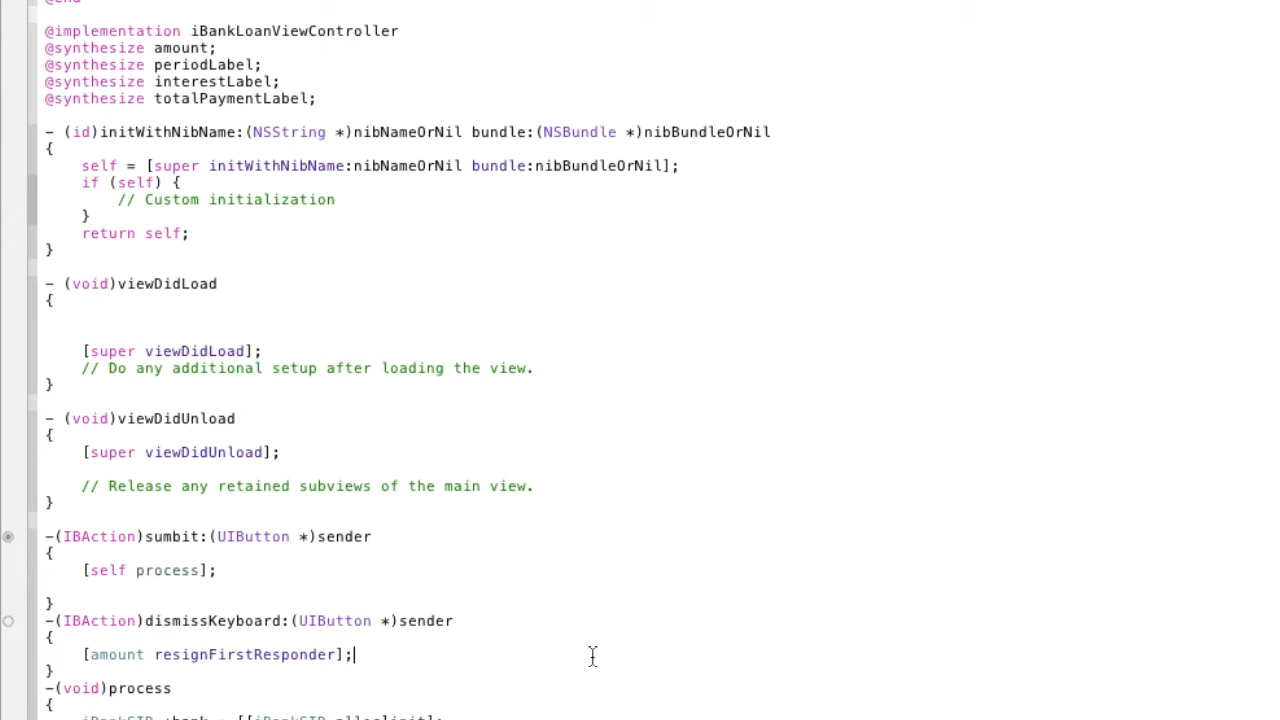 @end
@implementation iBankLoanViewController
@synthesize amount;
@synthesize periodLabel;
@synthesize interestLabel;
@synthesize totalPaymentLabel;
- (id)initWithNibName:(NSString *)nibNameOrNil bundle:(NSBundle *)nibBundleOrNil
{
self = [super initWithNibName:nibNameOrNil bundle:nibBundleOrNil];
if (self) {
// Custom initialization
}
return self;
}
- (void)viewDidLoad
{
[super viewDidLoad];
// Do any additional setup after loading the view.
}
- (void)viewDidUnload
{
[super viewDidUnload];
// Release any retained subviews of the main view.
}
-(IBAction)sumbit:(UIButton *)sender
{
[self process];
}
-(IBAction)dismissKeyboard:(UIButton *)sender
{
[amount resignFirstResponder];
}
-(void)process
{